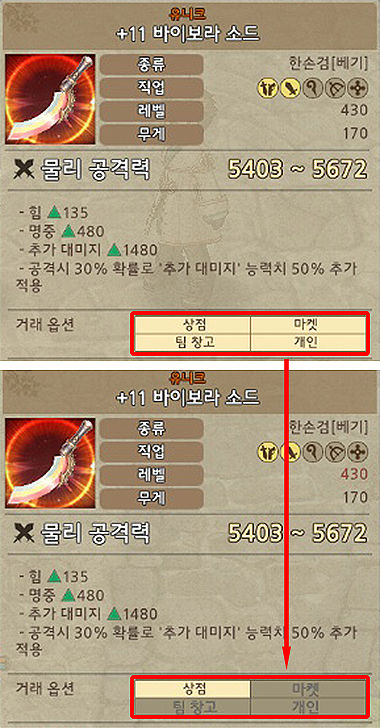 유니크
+11 바이보라 소드
종류 한손검[베기]
직업
레벨 430
무게 170
물리 공격력 5403 ~ 5672
- 힘 ▲135
- 명중 ▲480
- 추가 대미지 ▲1480
- 공격시 30% 확률로 '추가 대미지' 능력치 50% 추가
적용
거래 옵션 상점 마켓
팀 창고 개인
유니크
+11 바이보라 소드
종류 한손검[베기]
직업
레벨 430
무게 170
물리 공격력 5403 ~ 5672
- 힘 ▲135
- 명중 ▲480
- 추가 대미지 ▲1480
- 공격시 30% 확률로 '추가 대미지' 능력치 50% 추가
적용
거래 옵션 상점 마켓
팀 창고 개인